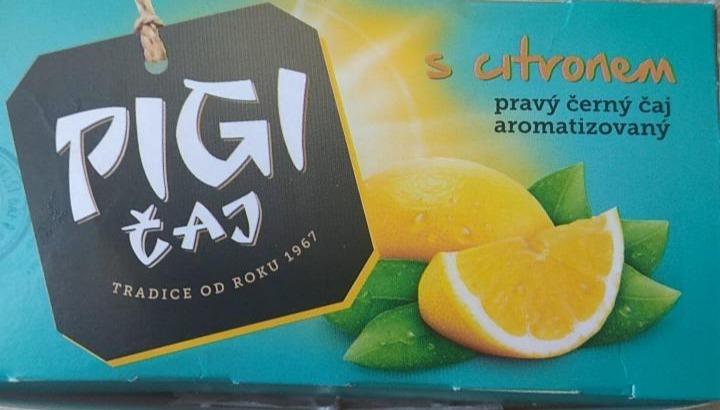 PIGI
ČAJ
TRADICE OD ROKU 1967
s citronem
pravý černý čaj
aromatizovaný